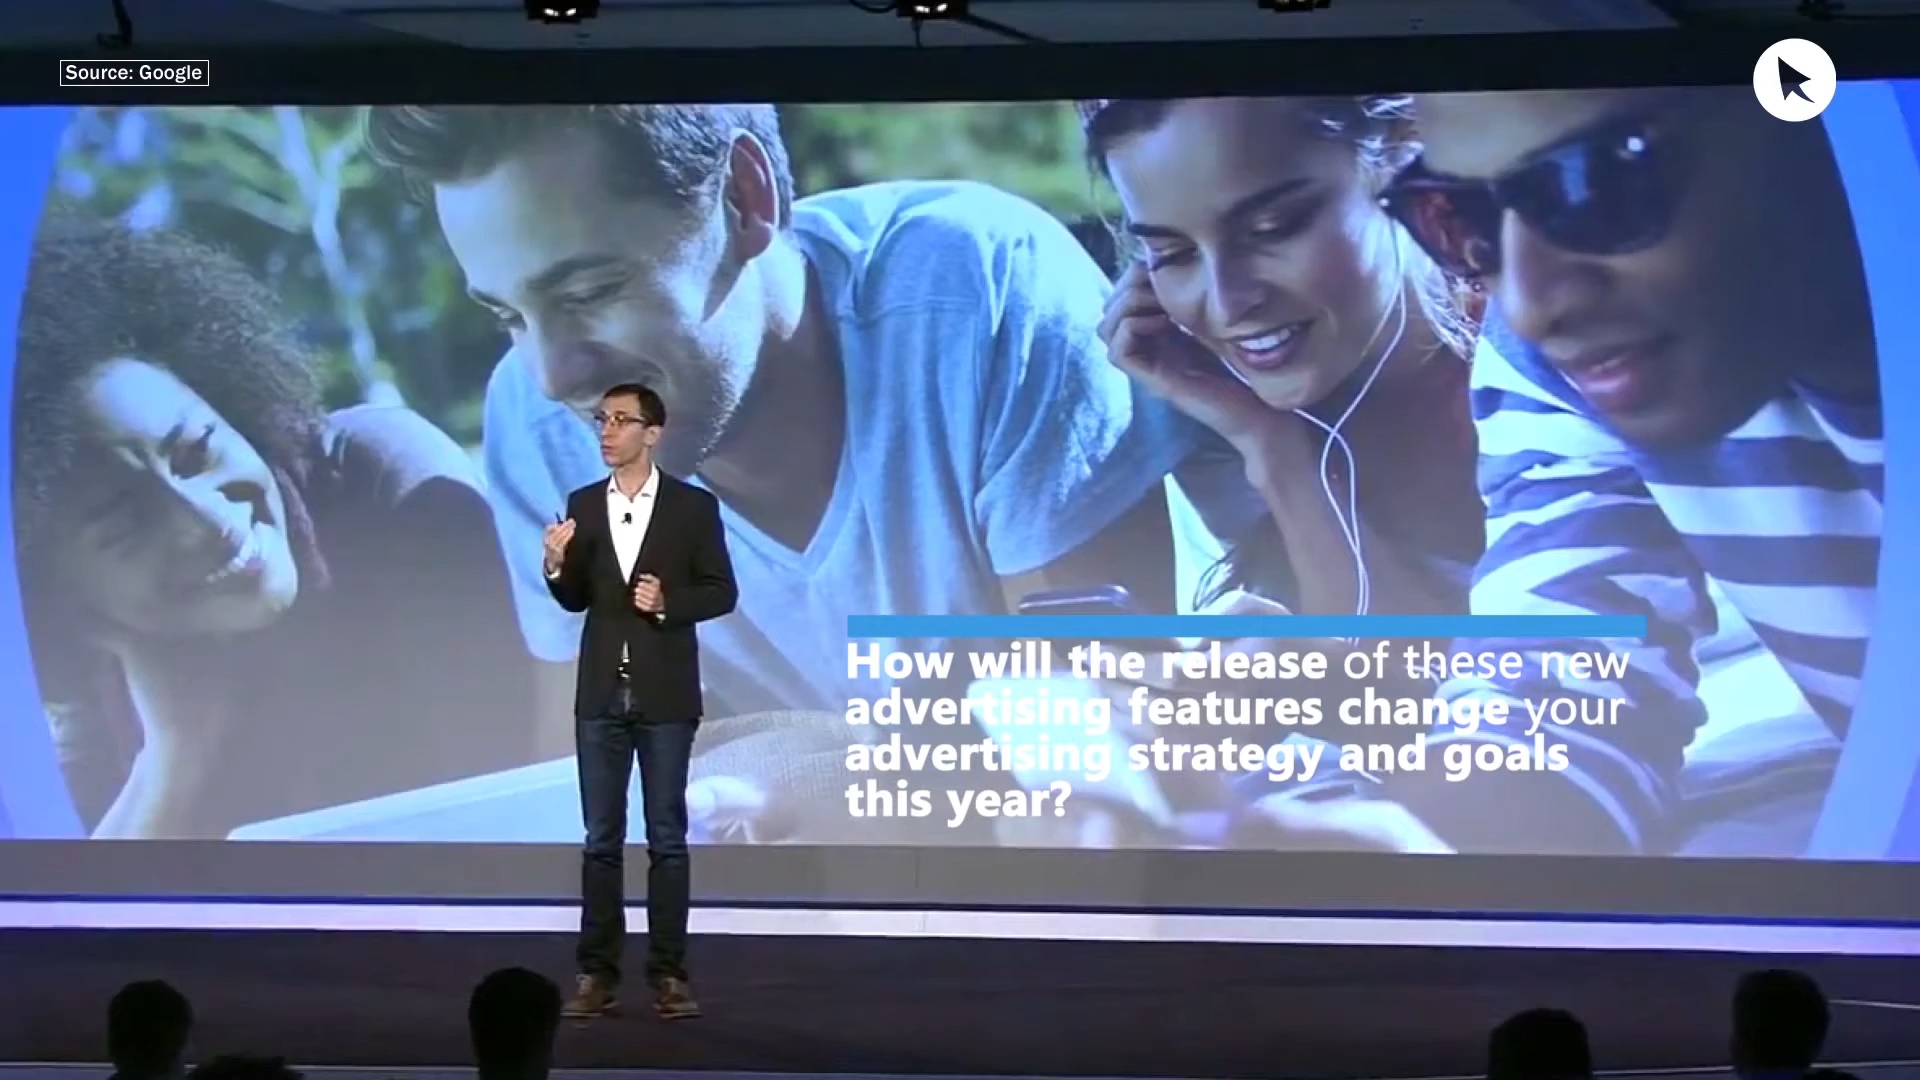 Source: Google
How will the release of these new
advertising features change your
advertising strategy and goals
this year?